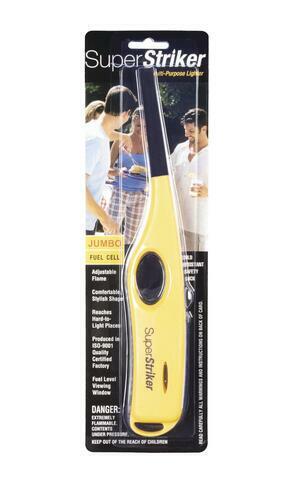 SuperStriker
Multi-Purpose Lighter
JUMBO
FUEL CELL
Adjustable
Flame
Comfortable
Stylish Shape
Reaches
Hard-to-
Light Places
Produced in
ISO-9001
Quality
Certified
Factory
Fuel Level
Viewing
Window
SuperStriker
DANGER:
EXTREMELY
FLAMMABLE.
CONTENTS
UNDER PRESSURE.
KEEP OUT OF THE REACH OF CHILDREN
READ CAREFULLY ALL WARNINGS AND INSTRUCTIONS ON BACK OF CARD.